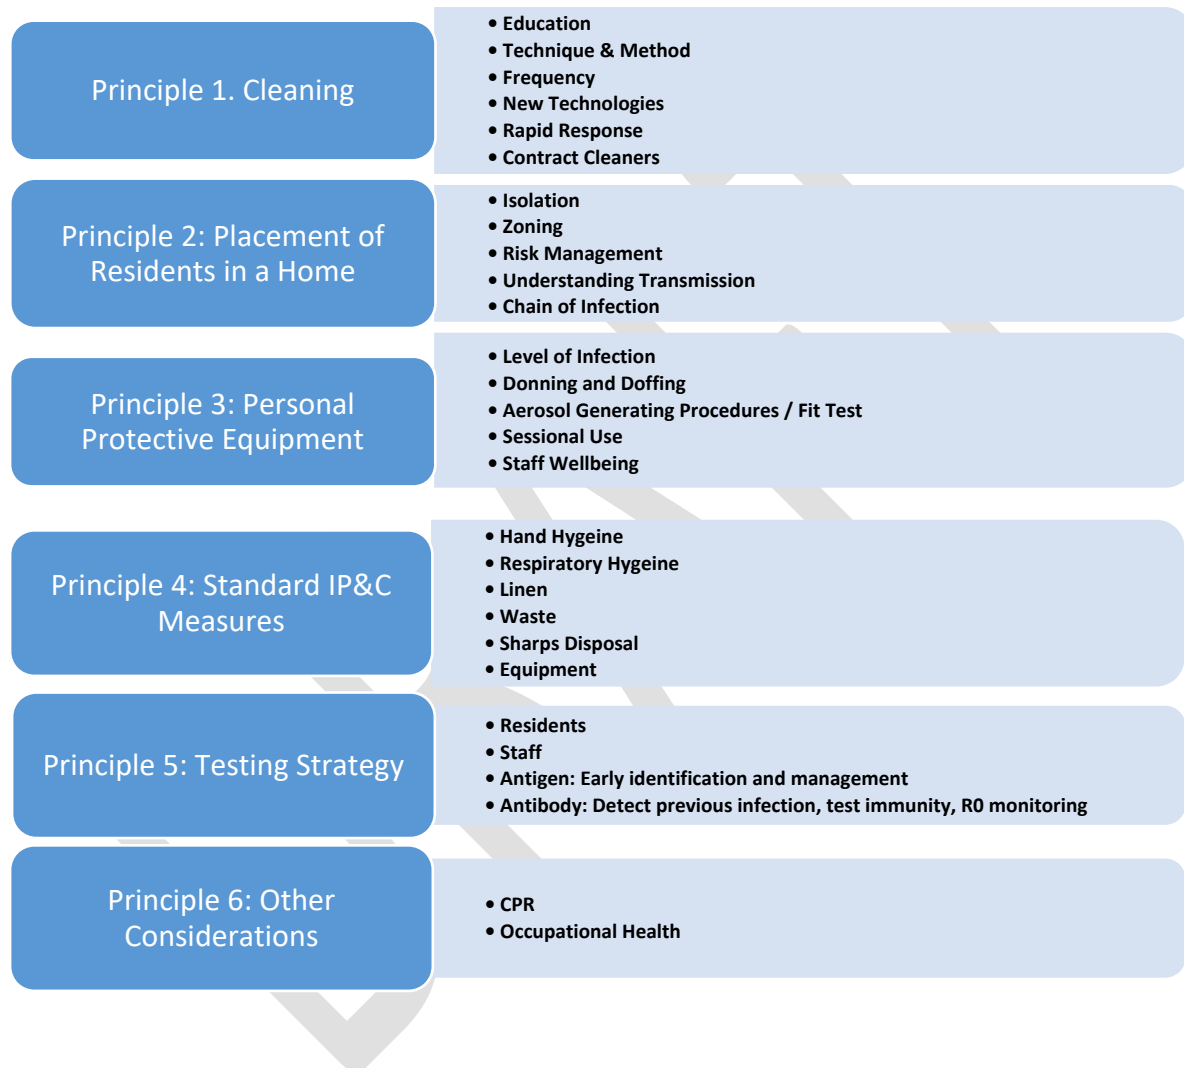 Principle 1. Cleaning
• Education
• Technique & Method
• Frequency
• New Technologies
• Rapid Response
• Contract Cleaners
Principle 2: Placement of
Residents in a Home
• Isolation
• Zoning
• Risk Management
• Understanding Transmission
• Chain of Infection
Principle 3: Personal
Protective Equipment
• Level of Infection
• Donning and Doffing
• Aerosol Generating Procedures / Fit Test
• Sessional Use
• Staff Wellbeing
Principle 4: Standard IP&C
Measures
• Hand Hygeine
• Respiratory Hygeine
• Linen
• Waste
• Sharps Disposal
• Equipment
Principle 5: Testing Strategy
• Residents
• Staff
• Antigen: Early identification and management
• Antibody: Detect previous infection, test immunity, R0 monitoring
Principle 6: Other
Considerations
• CPR
• Occupational Health